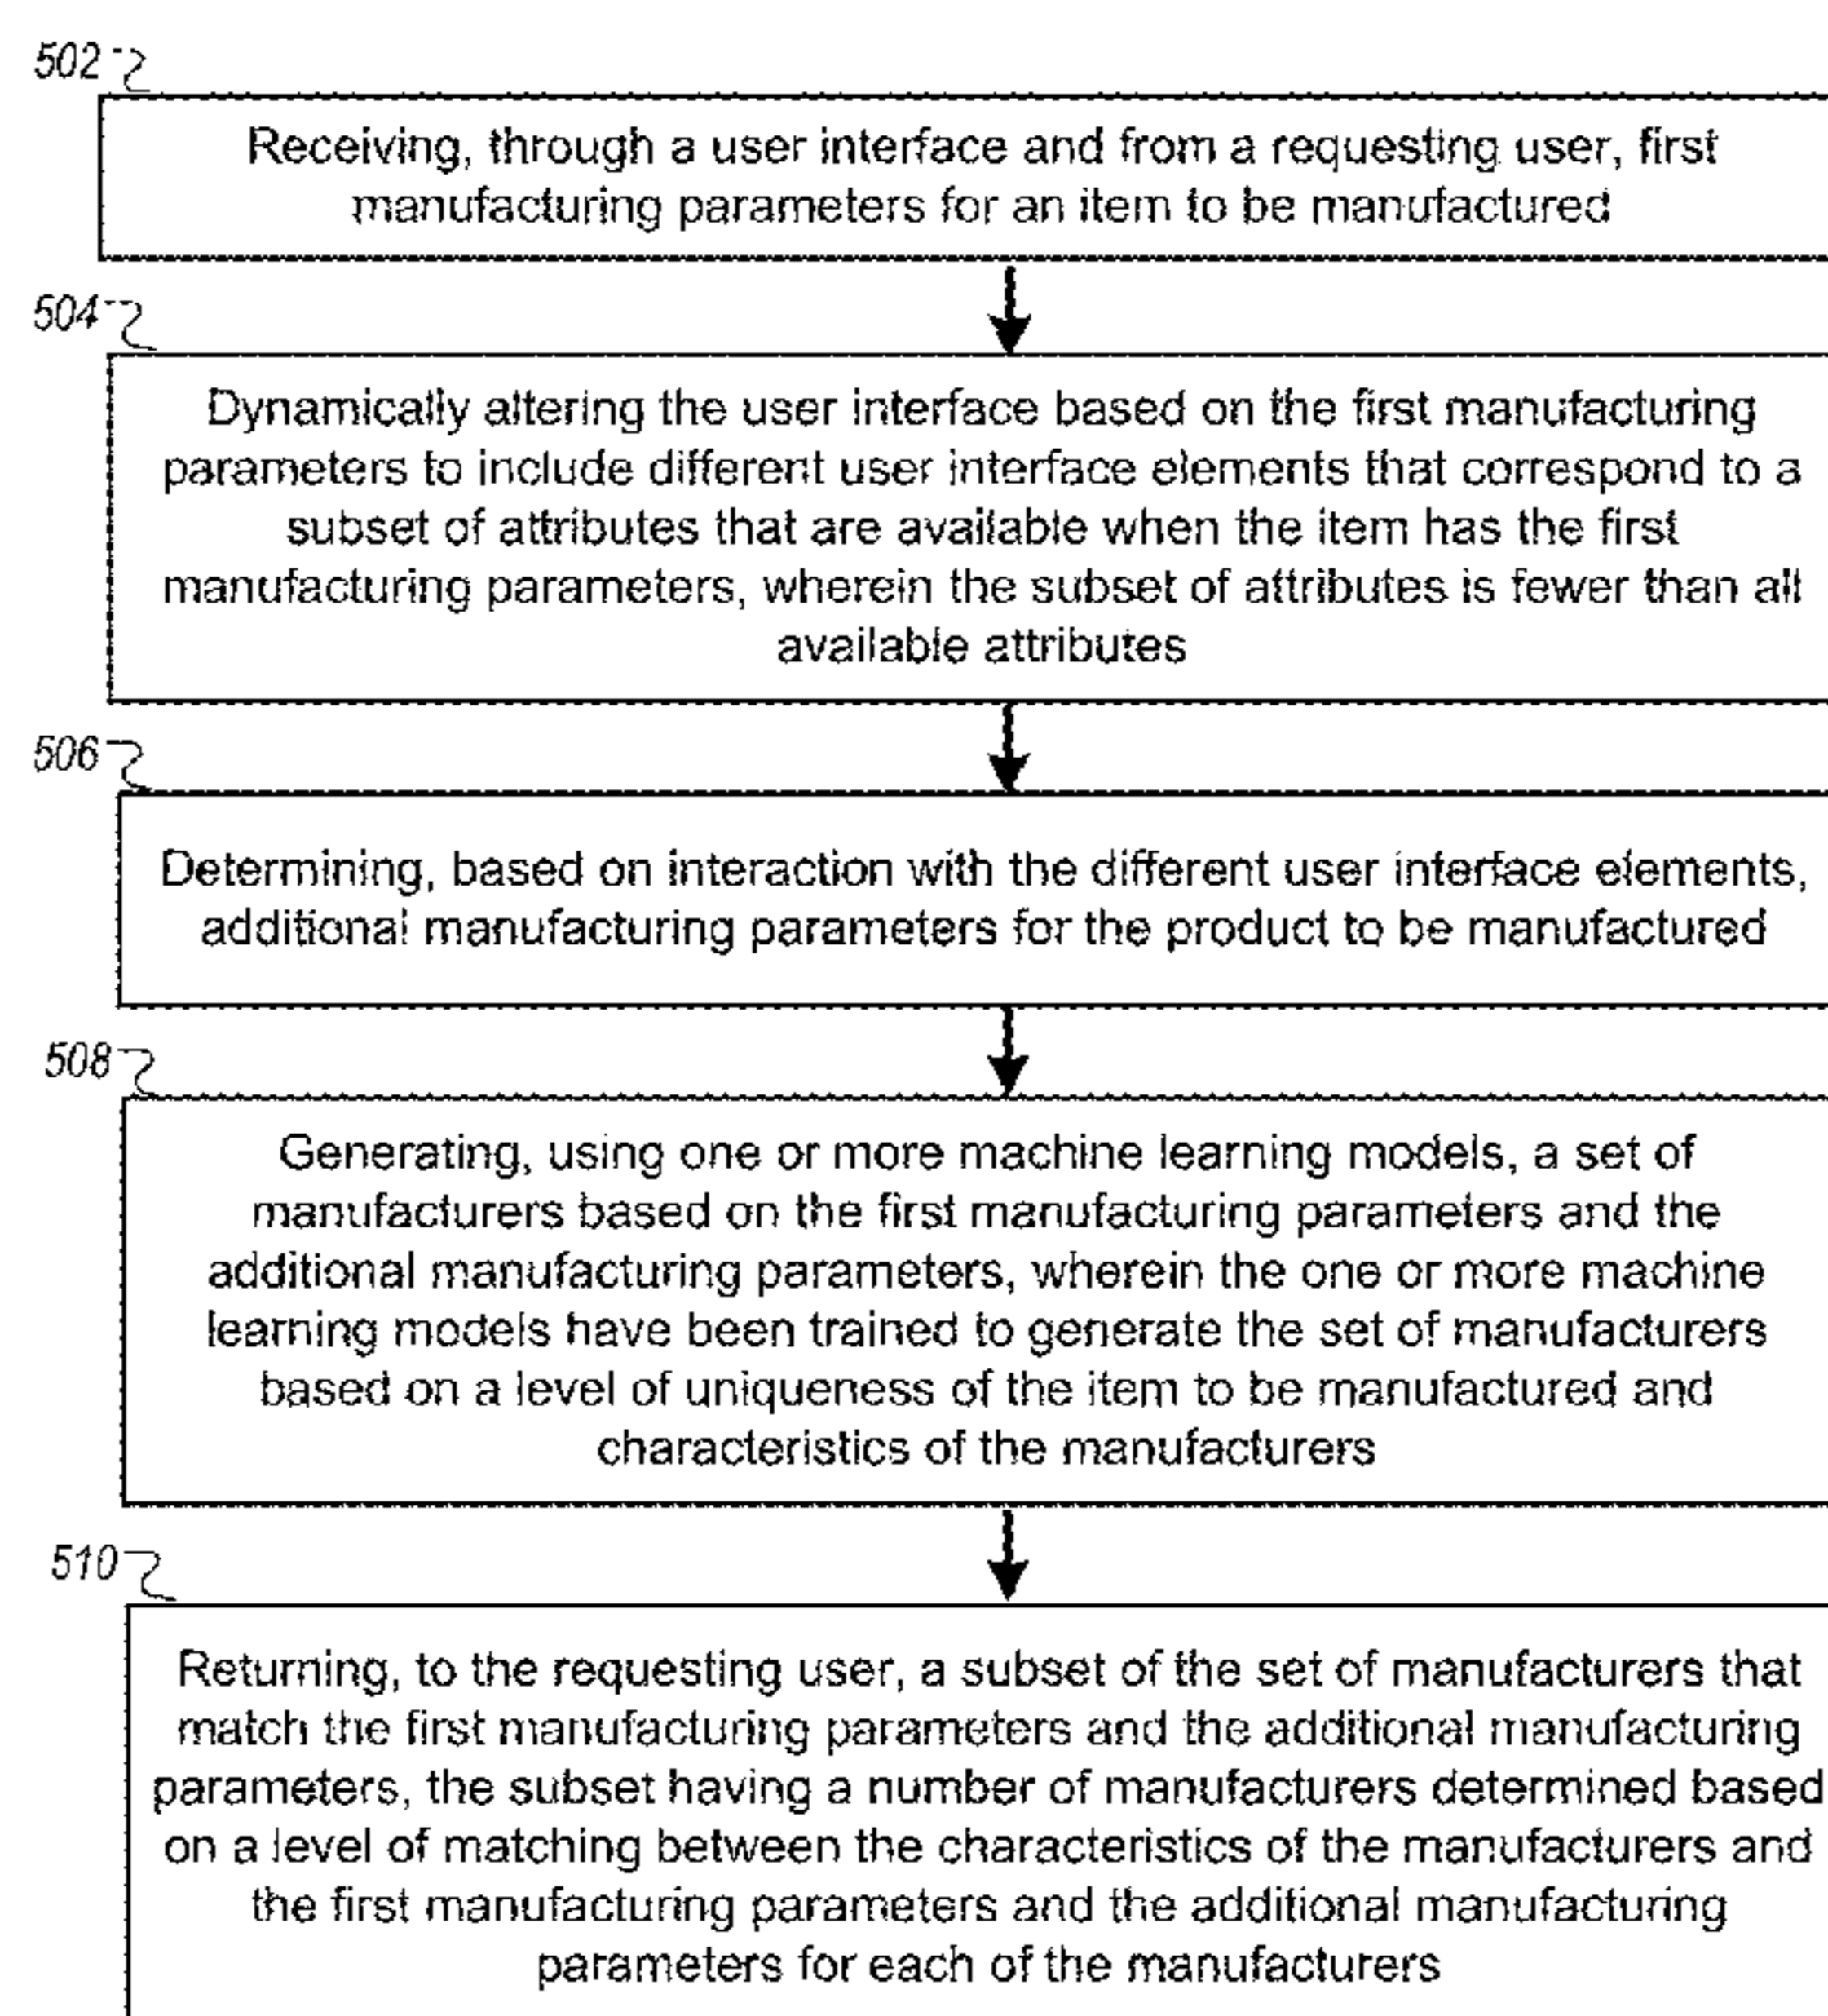 502
Receiving, through a user interface and from a requesting user, first
manufacturing parameters for an item to be manufactured
504
Dynamically altering the user interface based on the first manufacturing
parameters to include different user interface elements that correspond to a
subset of attributes that are available when the item has the first
manufacturing parameters, wherein the subset of attributes is fewer than all
available attributes
506
Determining, based on interaction with the different user interface elements,
additional manufacturing parameters for the product to be manufactured
508
Generating, using one or more machine learning models, a set of
manufacturers based on the first manufacturing parameters and the
additional manufacturing parameters, wherein the one or more machine
learning models have been trained to generate the set of manufacturers
based on a level of uniqueness of the item to be manufactured and
characteristics of the manufacturers
510
Returning, to the requesting user, a subset of the set of manufacturers that
match the first manufacturing parameters and the additional manufacturing
parameters, the subset having a number of manufacturers determined based
on a level of matching between the characteristics of the manufacturers and
the first manufacturing parameters and the additional manufacturing
parameters for each of the manufacturers